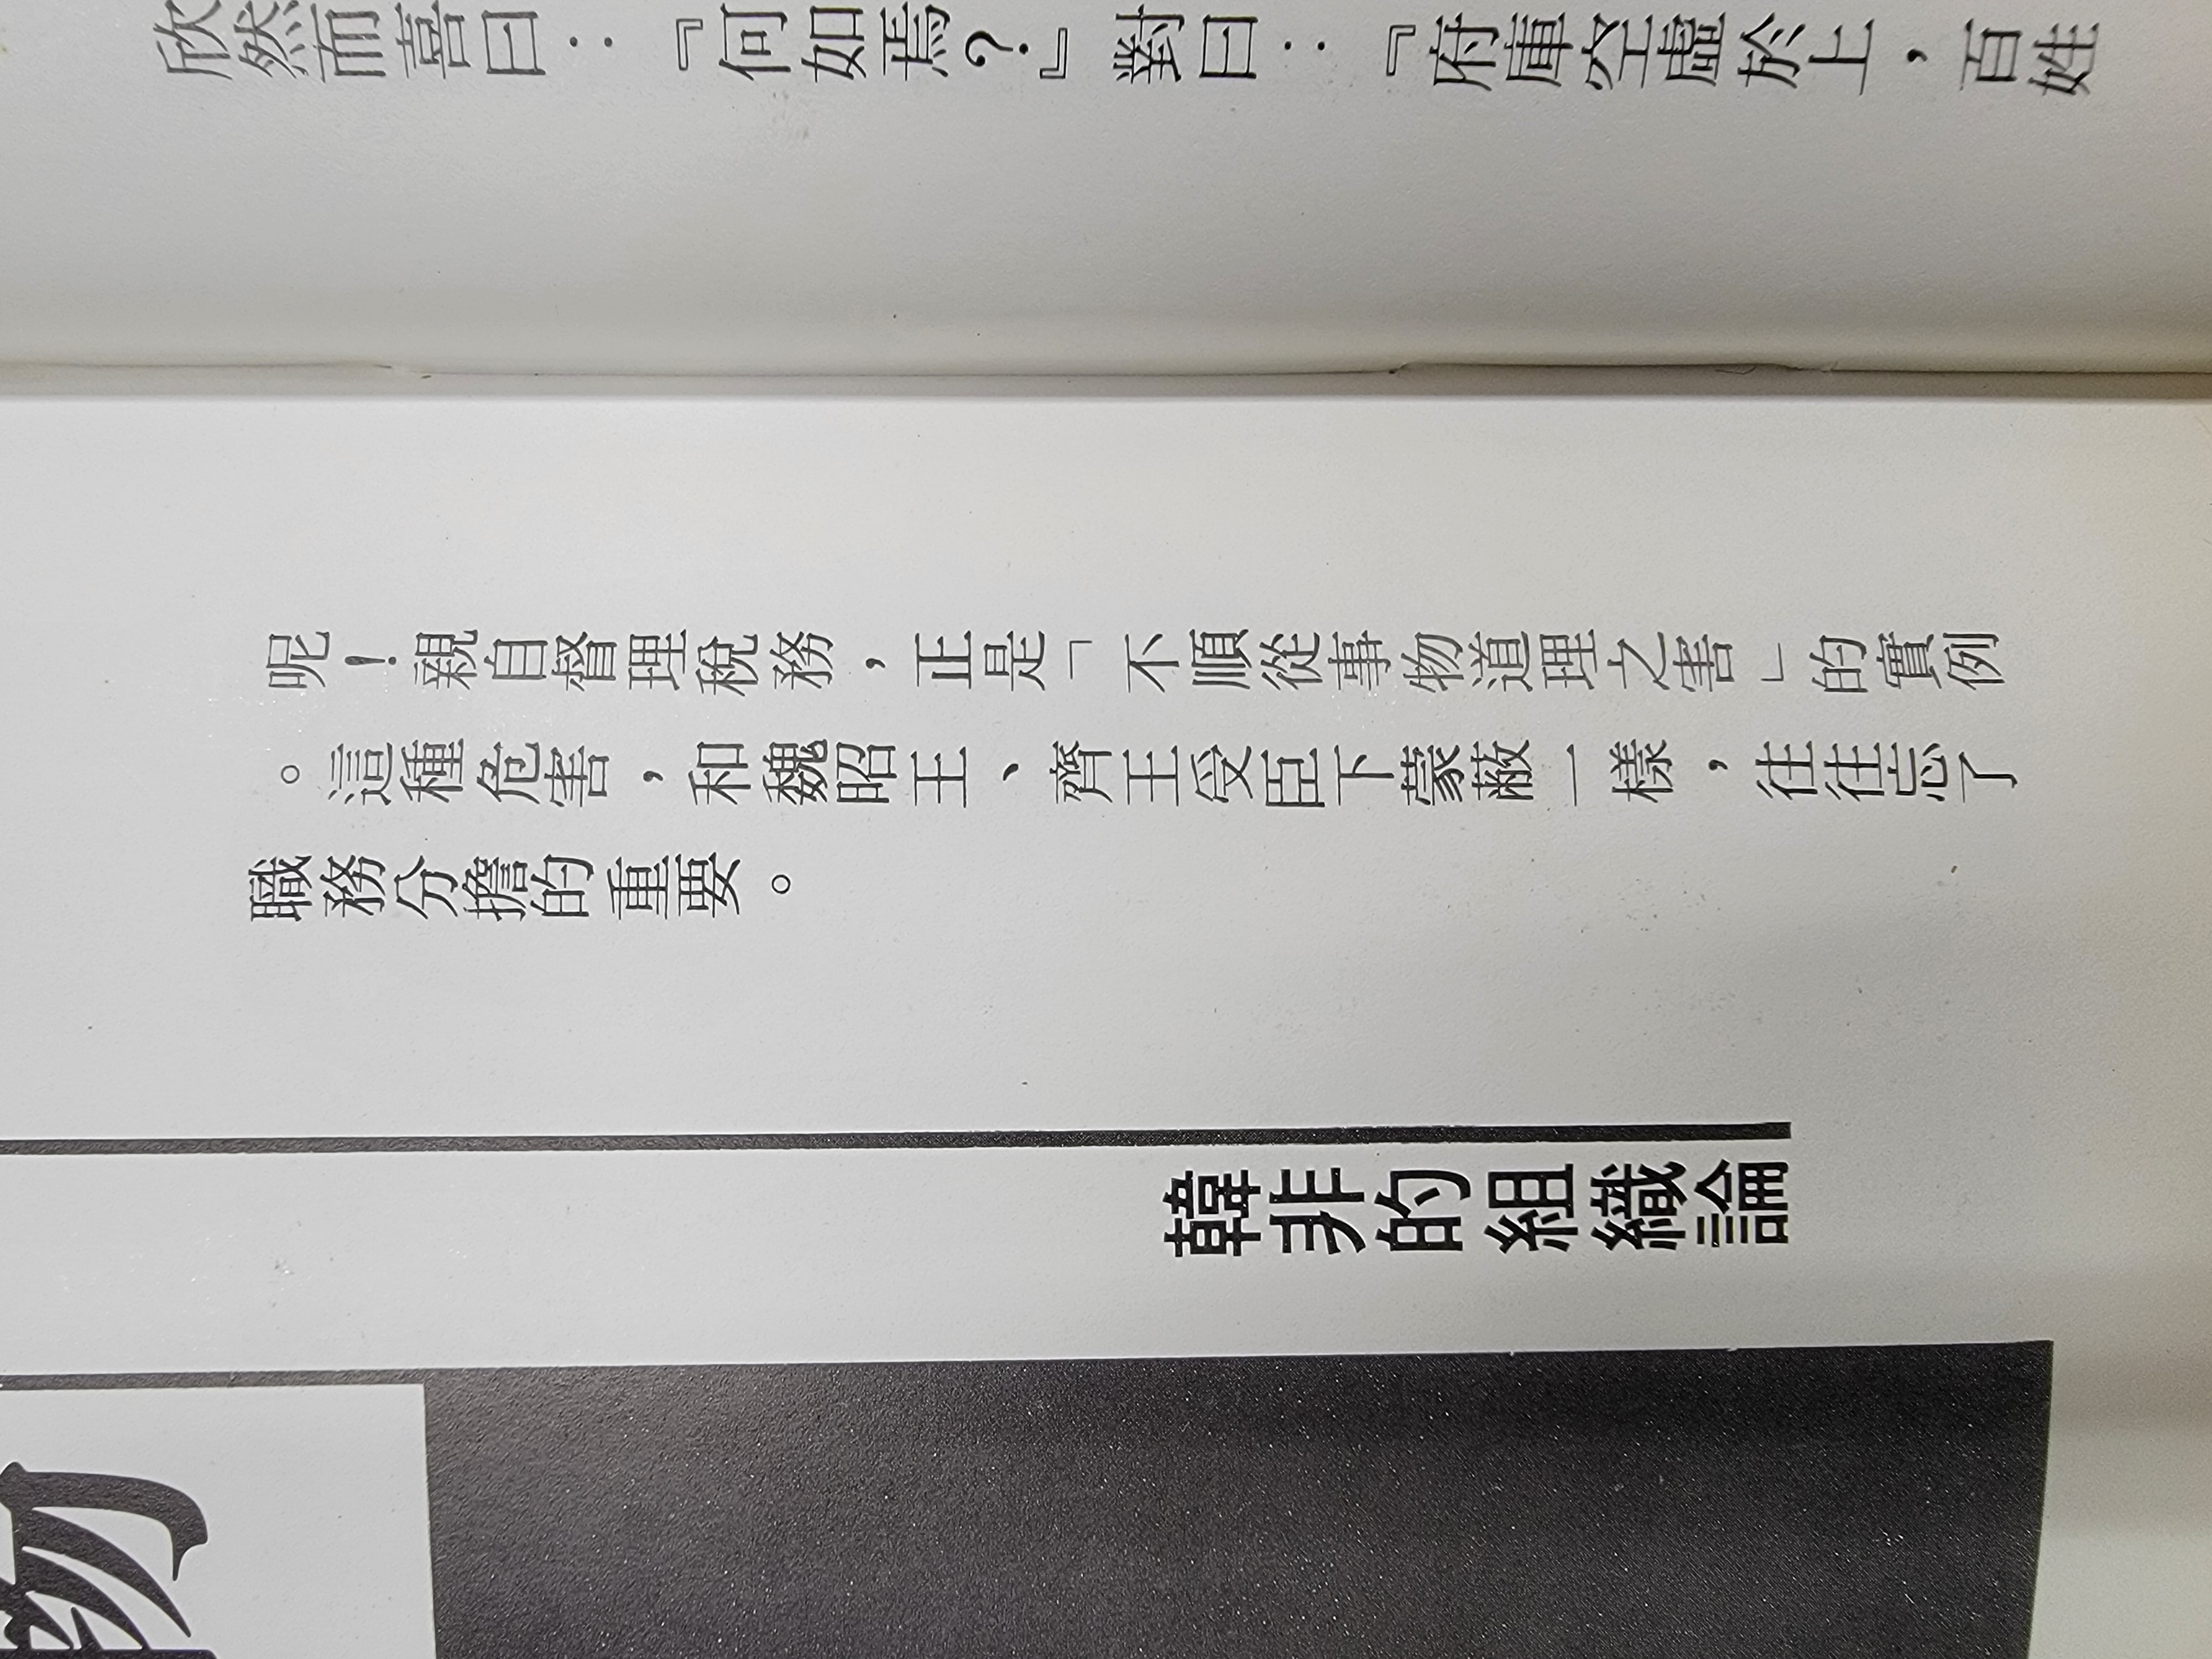 欣然而喜曰：『何如焉？』對曰：『府庫空虛於上，百姓
呢！親自督理稅務，正是「不順從事物道理之害」的實例
。這種危害，和魏昭王、齊王受臣下蒙蔽一樣，往往忘了
職務分擔的重要。
韓非的組織論
物